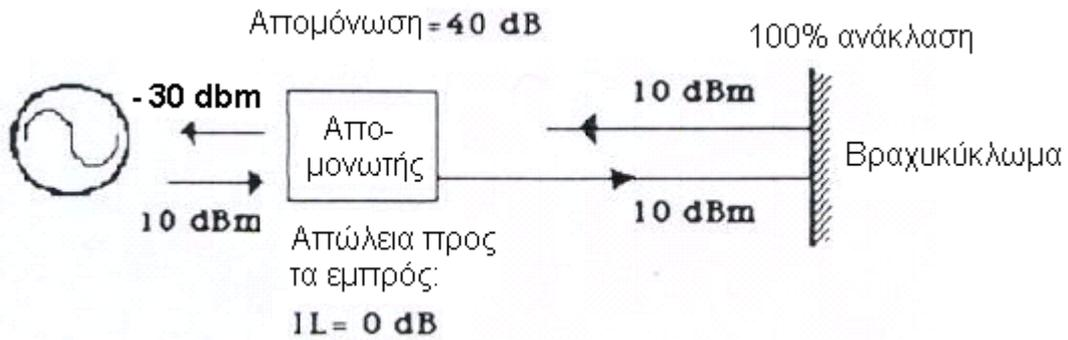 Απομόνωση = 40 dB
100% ανάκλαση
- 30 dbm
10 dBm
Απο-
μονωτής
Βραχυκύκλωμα
10 dBm
10 dBm
Απώλεια προς
τα εμπρός:
IL= 0 dB